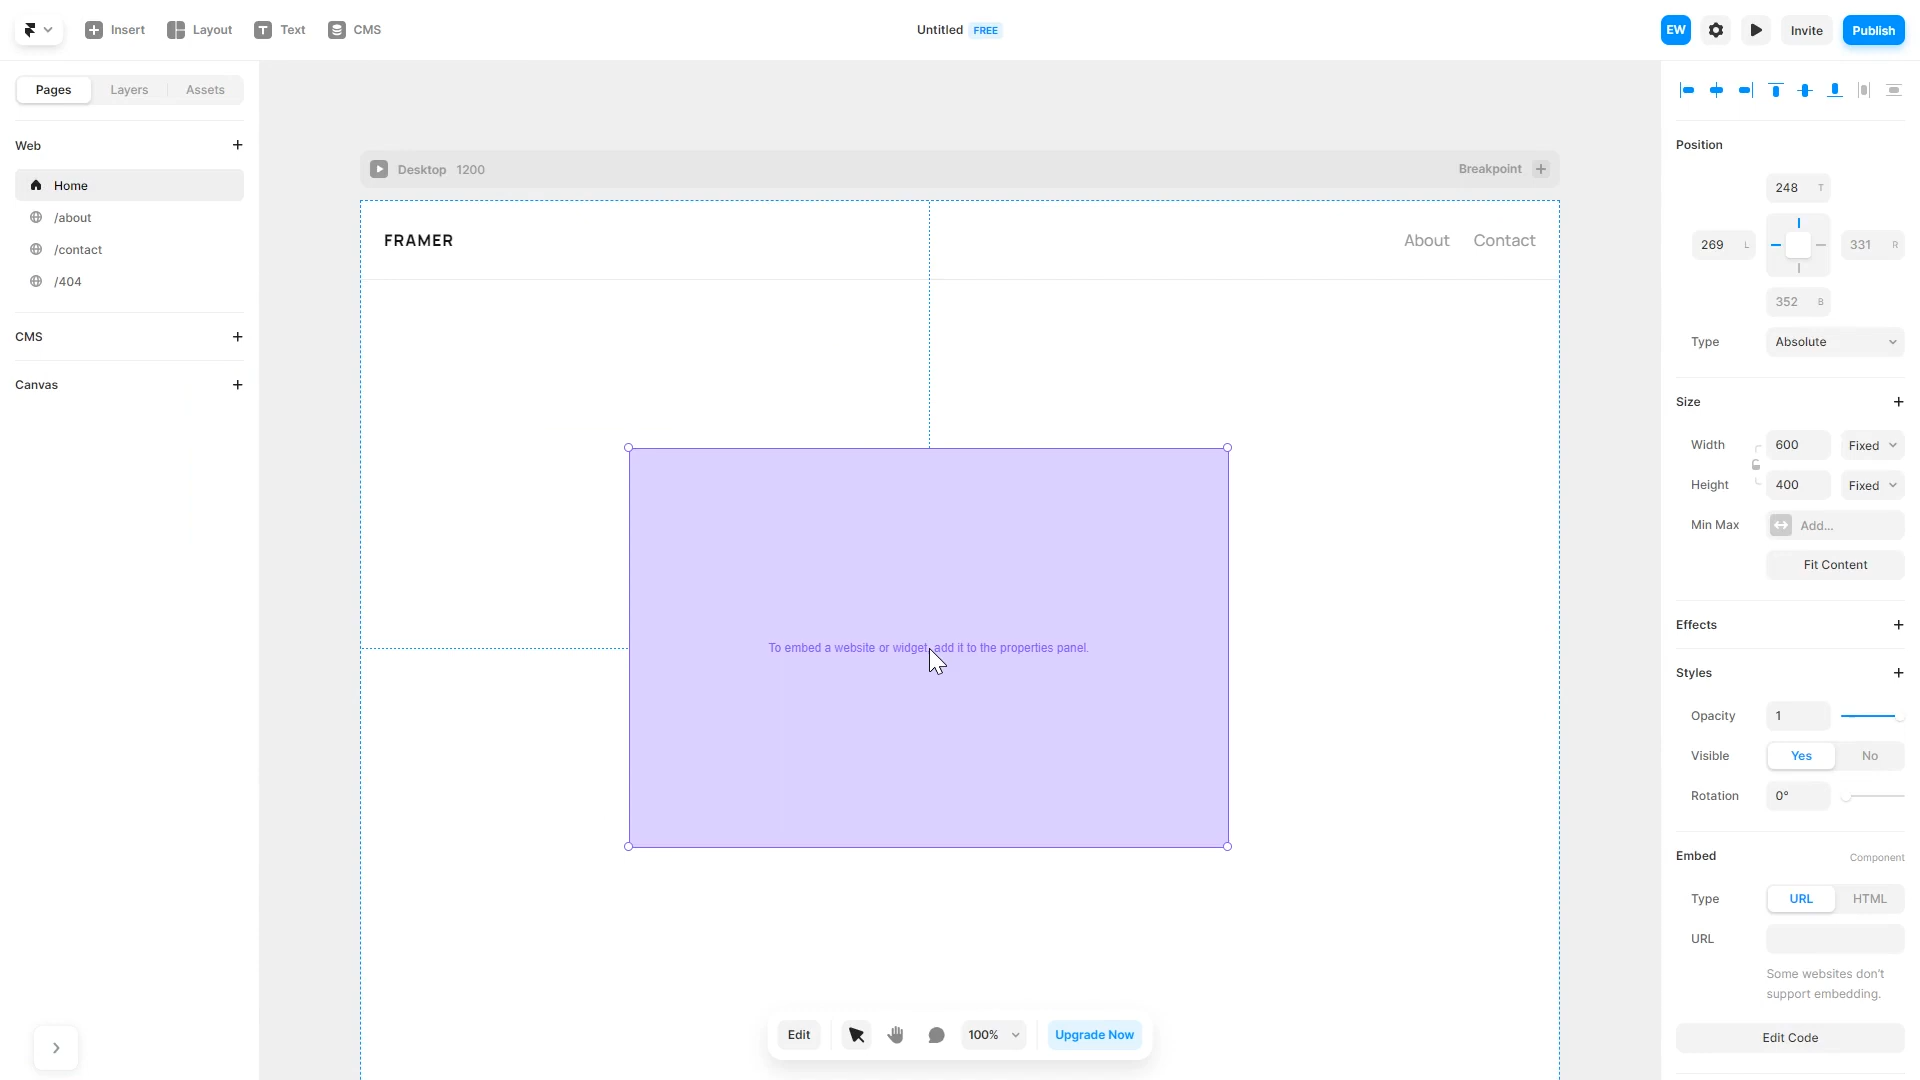 Insert
Layout
Text
CMS
Untitled FREE
EW
Invite
Publish
Pages
Layers
Assets
Web
Home
/about
/contact
/404
CMS
Canvas
Desktop 1200
Breakpoint
FRAMER
About
Contact
To embed a website or widget, add it to the properties panel.
Edit
100%
Upgrade Now
Position
248 T
269 L
331 R
352 B
Type
Absolute
Size
Width
600
Fixed
Height
400
Fixed
Min Max
Add...
Fit Content
Effects
Styles
Opacity
1
Visible
Yes
No
Rotation
0°
Embed
Component
Type
URL
HTML
URL
Some websites don't
support embedding.
Edit Code